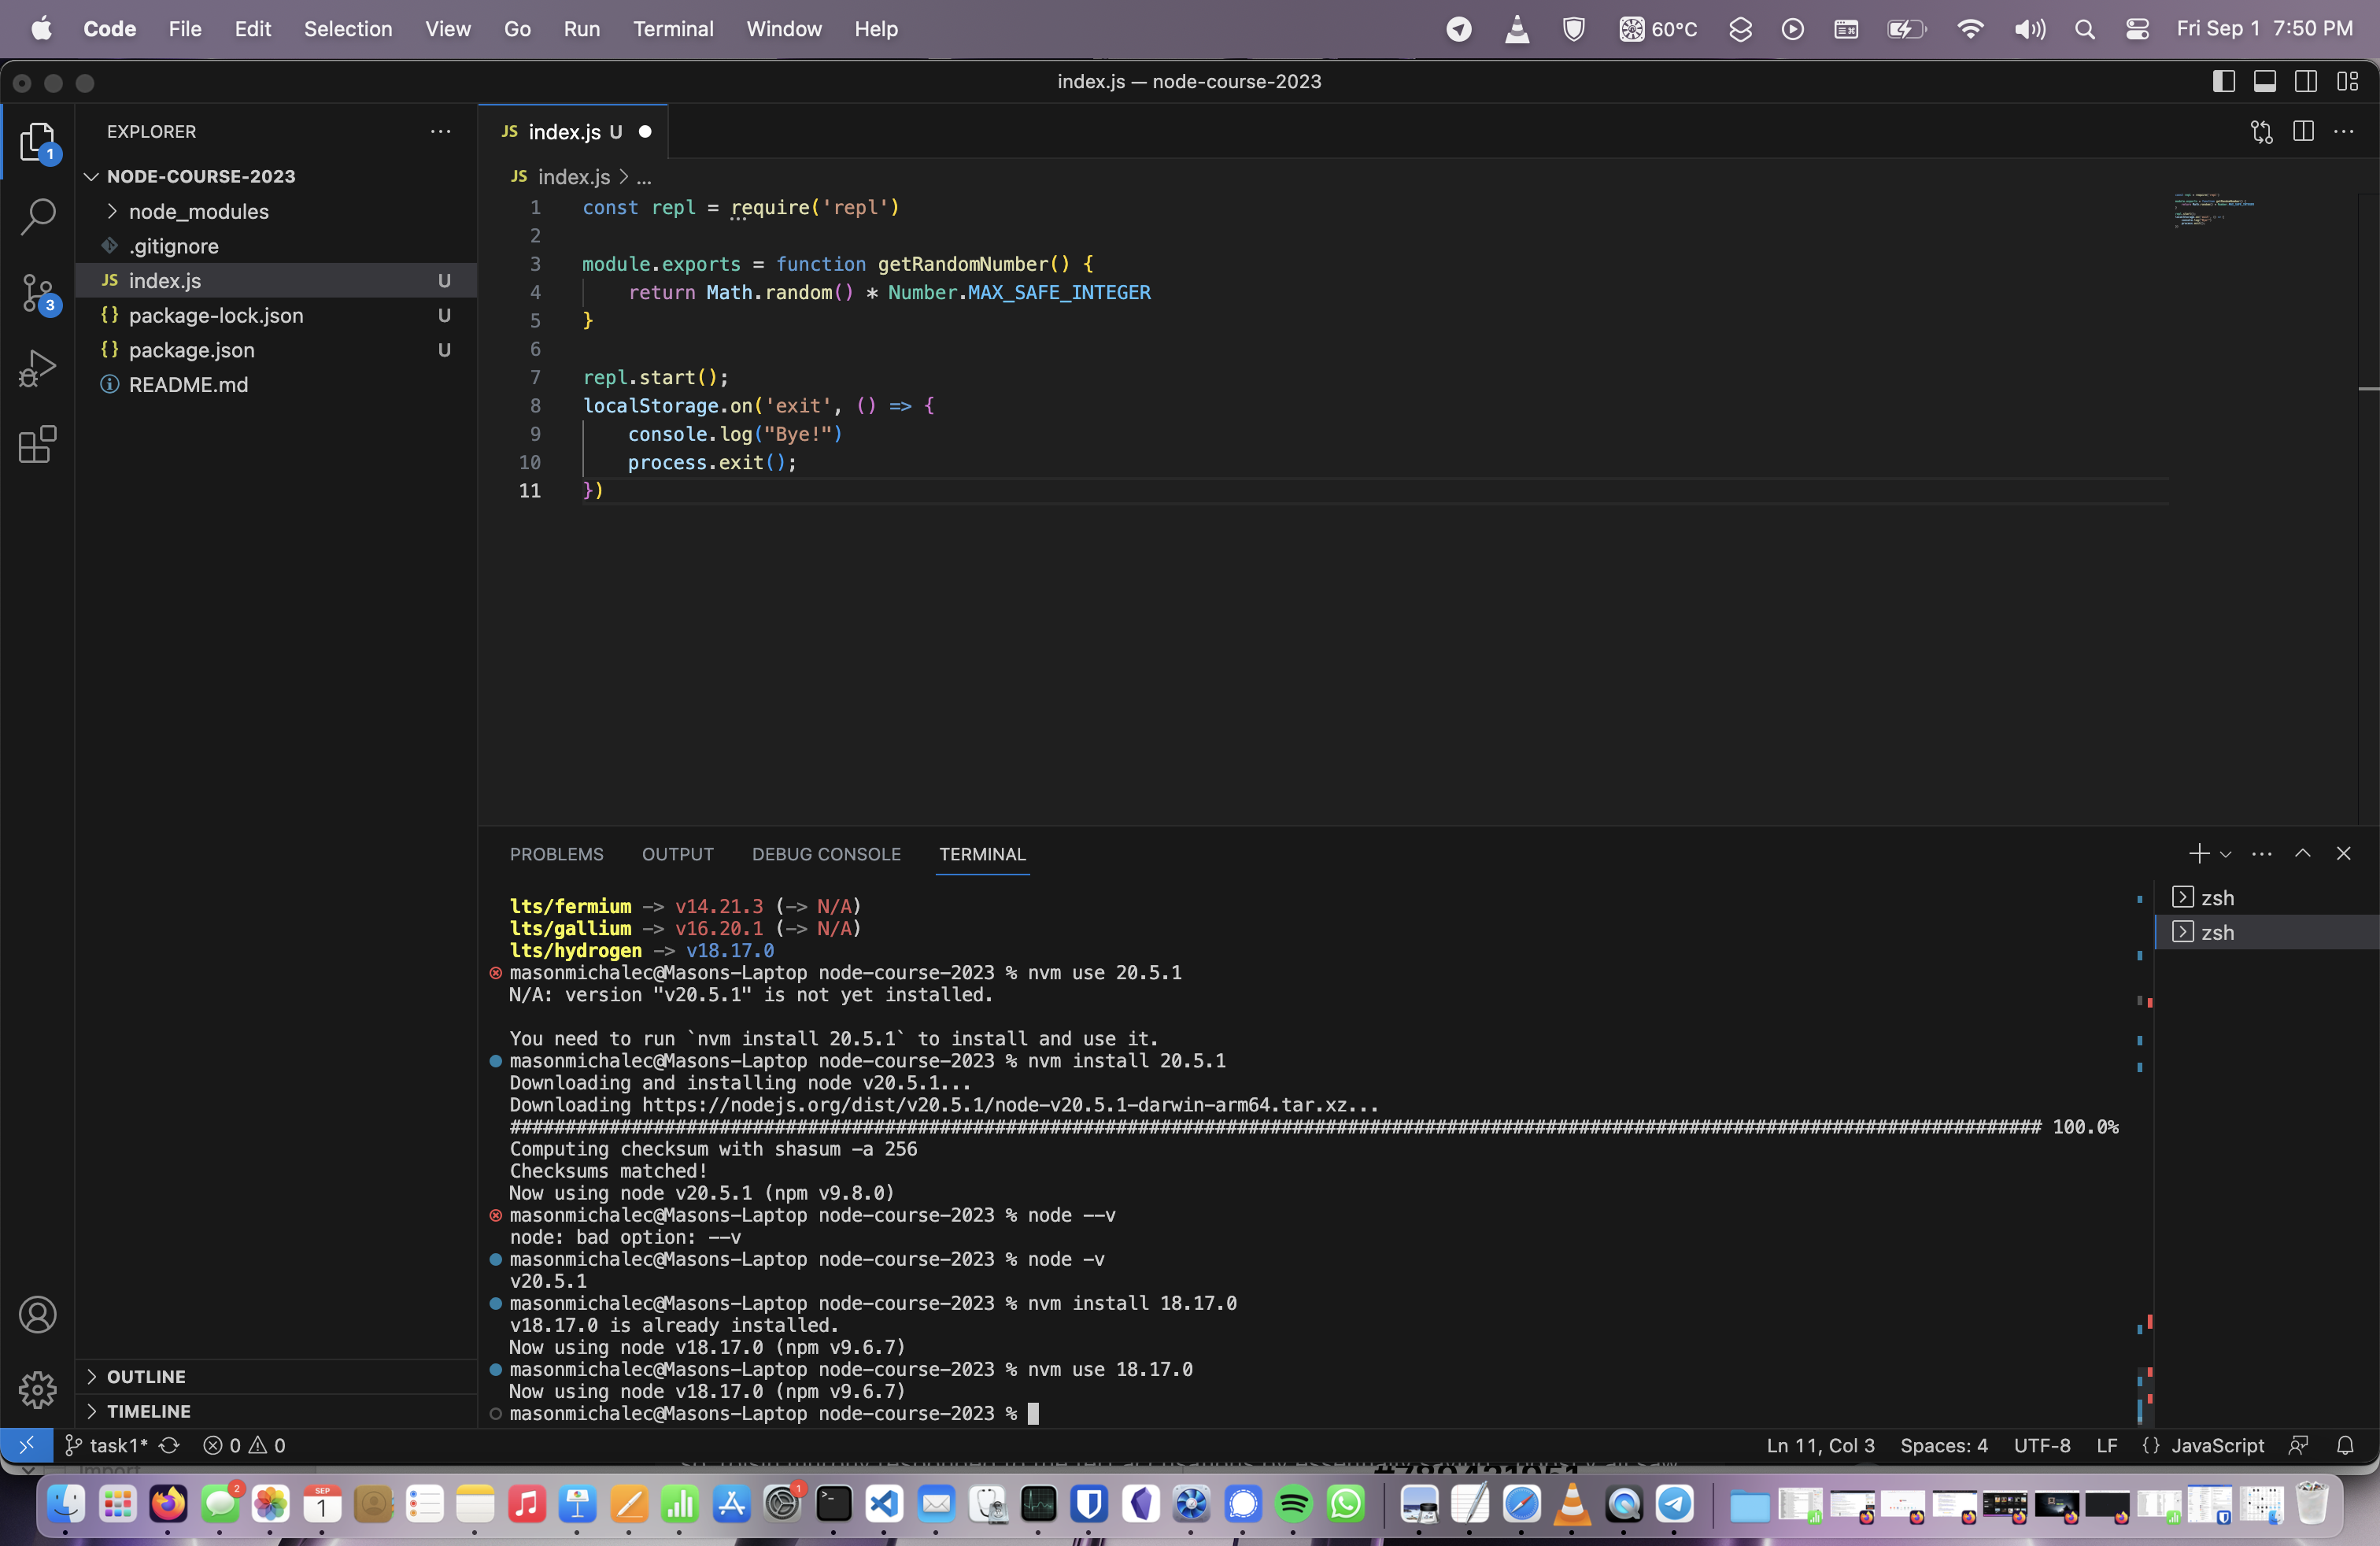 Code File Edit Selection View Go Run Terminal Window Help 60°C Fri Sep 1 7:50 PM
index.js — node-course-2023
EXPLORER
NODE-COURSE-2023
node_modules
.gitignore
JS index.js U
{} package-lock.json U
{} package.json U
README.md
OUTLINE
TIMELINE
1
3
JS index.js U
JS index.js > ...
1 const repl = require('repl')
2
3 module.exports = function getRandomNumber() {
4 return Math.random() * Number.MAX_SAFE_INTEGER
5 }
6
7 repl.start();
8 localStorage.on('exit', () => {
9 console.log("Bye!")
10 process.exit();
11 })
PROBLEMS OUTPUT DEBUG CONSOLE TERMINAL
lts/fermium -> v14.21.3 (-> N/A)
lts/gallium -> v16.20.1 (-> N/A)
lts/hydrogen -> v18.17.0
masonmichalec@Masons-Laptop node-course-2023 % nvm use 20.5.1
N/A: version "v20.5.1" is not yet installed.
You need to run `nvm install 20.5.1` to install and use it.
masonmichalec@Masons-Laptop node-course-2023 % nvm install 20.5.1
Downloading and installing node v20.5.1...
Downloading https://nodejs.org/dist/v20.5.1/node-v20.5.1-darwin-arm64.tar.xz...
########################################################################################################################################### 100.0%
Computing checksum with shasum -a 256
Checksums matched!
Now using node v20.5.1 (npm v9.8.0)
masonmichalec@Masons-Laptop node-course-2023 % node --v
node: bad option: --v
masonmichalec@Masons-Laptop node-course-2023 % node -v
v20.5.1
masonmichalec@Masons-Laptop node-course-2023 % nvm install 18.17.0
v18.17.0 is already installed.
Now using node v18.17.0 (npm v9.6.7)
masonmichalec@Masons-Laptop node-course-2023 % nvm use 18.17.0
Now using node v18.17.0 (npm v9.6.7)
masonmichalec@Masons-Laptop node-course-2023 %
zsh
zsh
task1* 0 0 Ln 11, Col 3 Spaces: 4 UTF-8 LF {} JavaScript
2 SEP 1 1